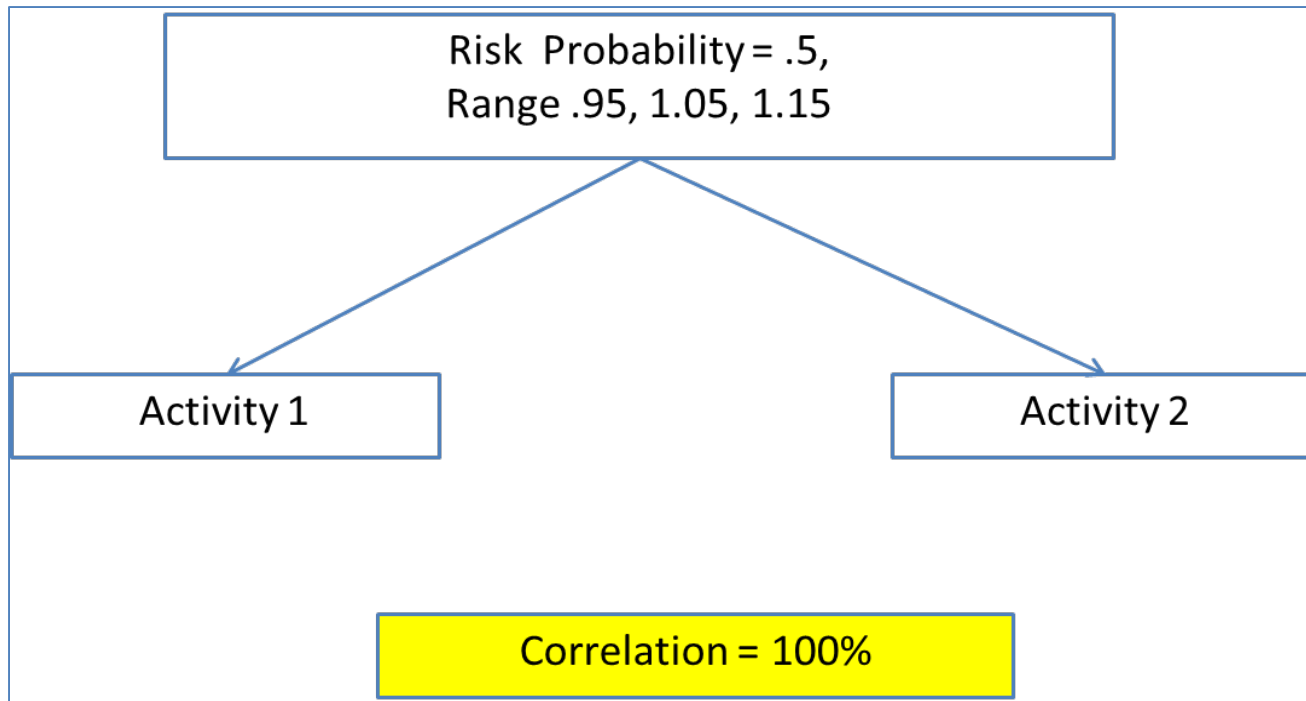 Risk Probability = .5,
Range .95, 1.05, 1.15
Activity 1
Activity 2
Correlation = 100%